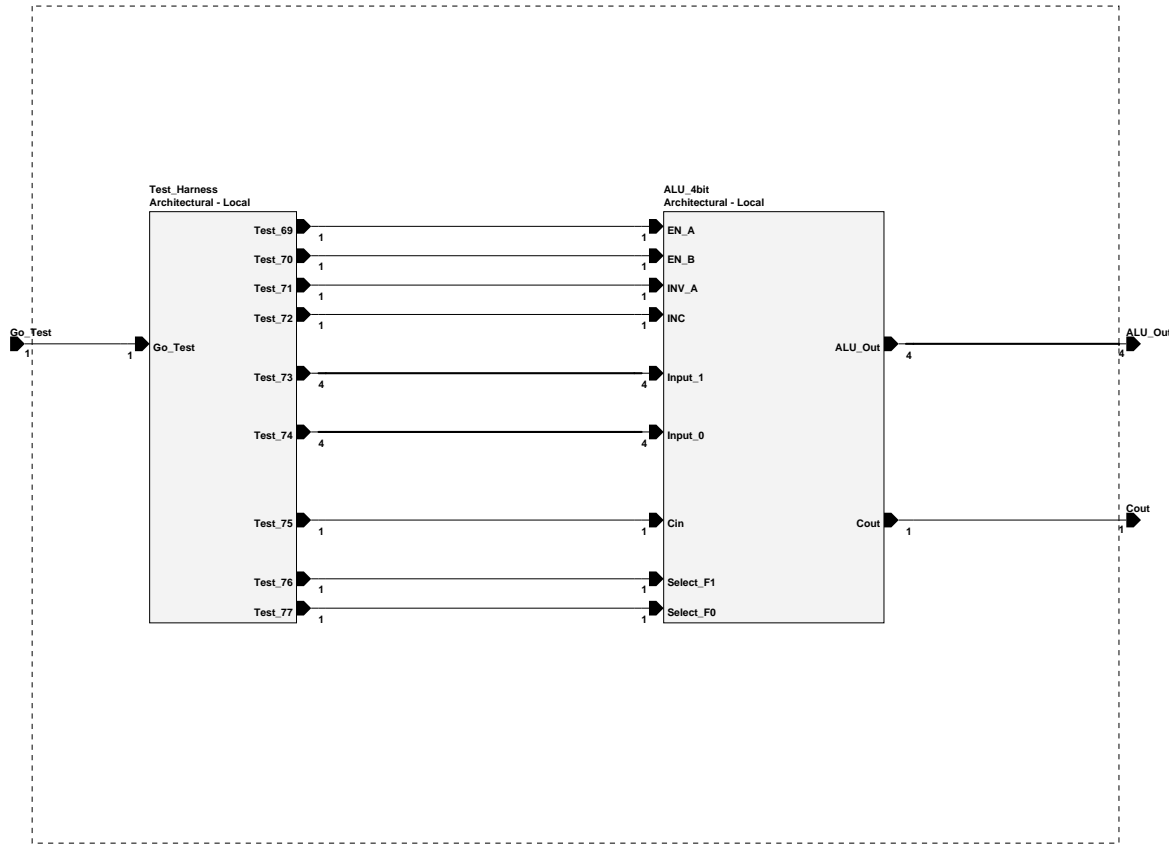 Test_Harness
Architectural - Local
ALU_4bit
Architectural - Local
Test_69
1
1
EN_A
Test_70
1
1
EN_B
Test_71
1
1
INV_A
Test_72
1
1
INC
Go_Test
1
1
Go_Test
ALU_Out
4
4
ALU_Out
Test_73
4
4
Input_1
Test_74
4
4
Input_0
Test_75
1
1
Cin
Cout
1
1
Cout
Test_76
1
1
Select_F1
Test_77
1
1
Select_F0